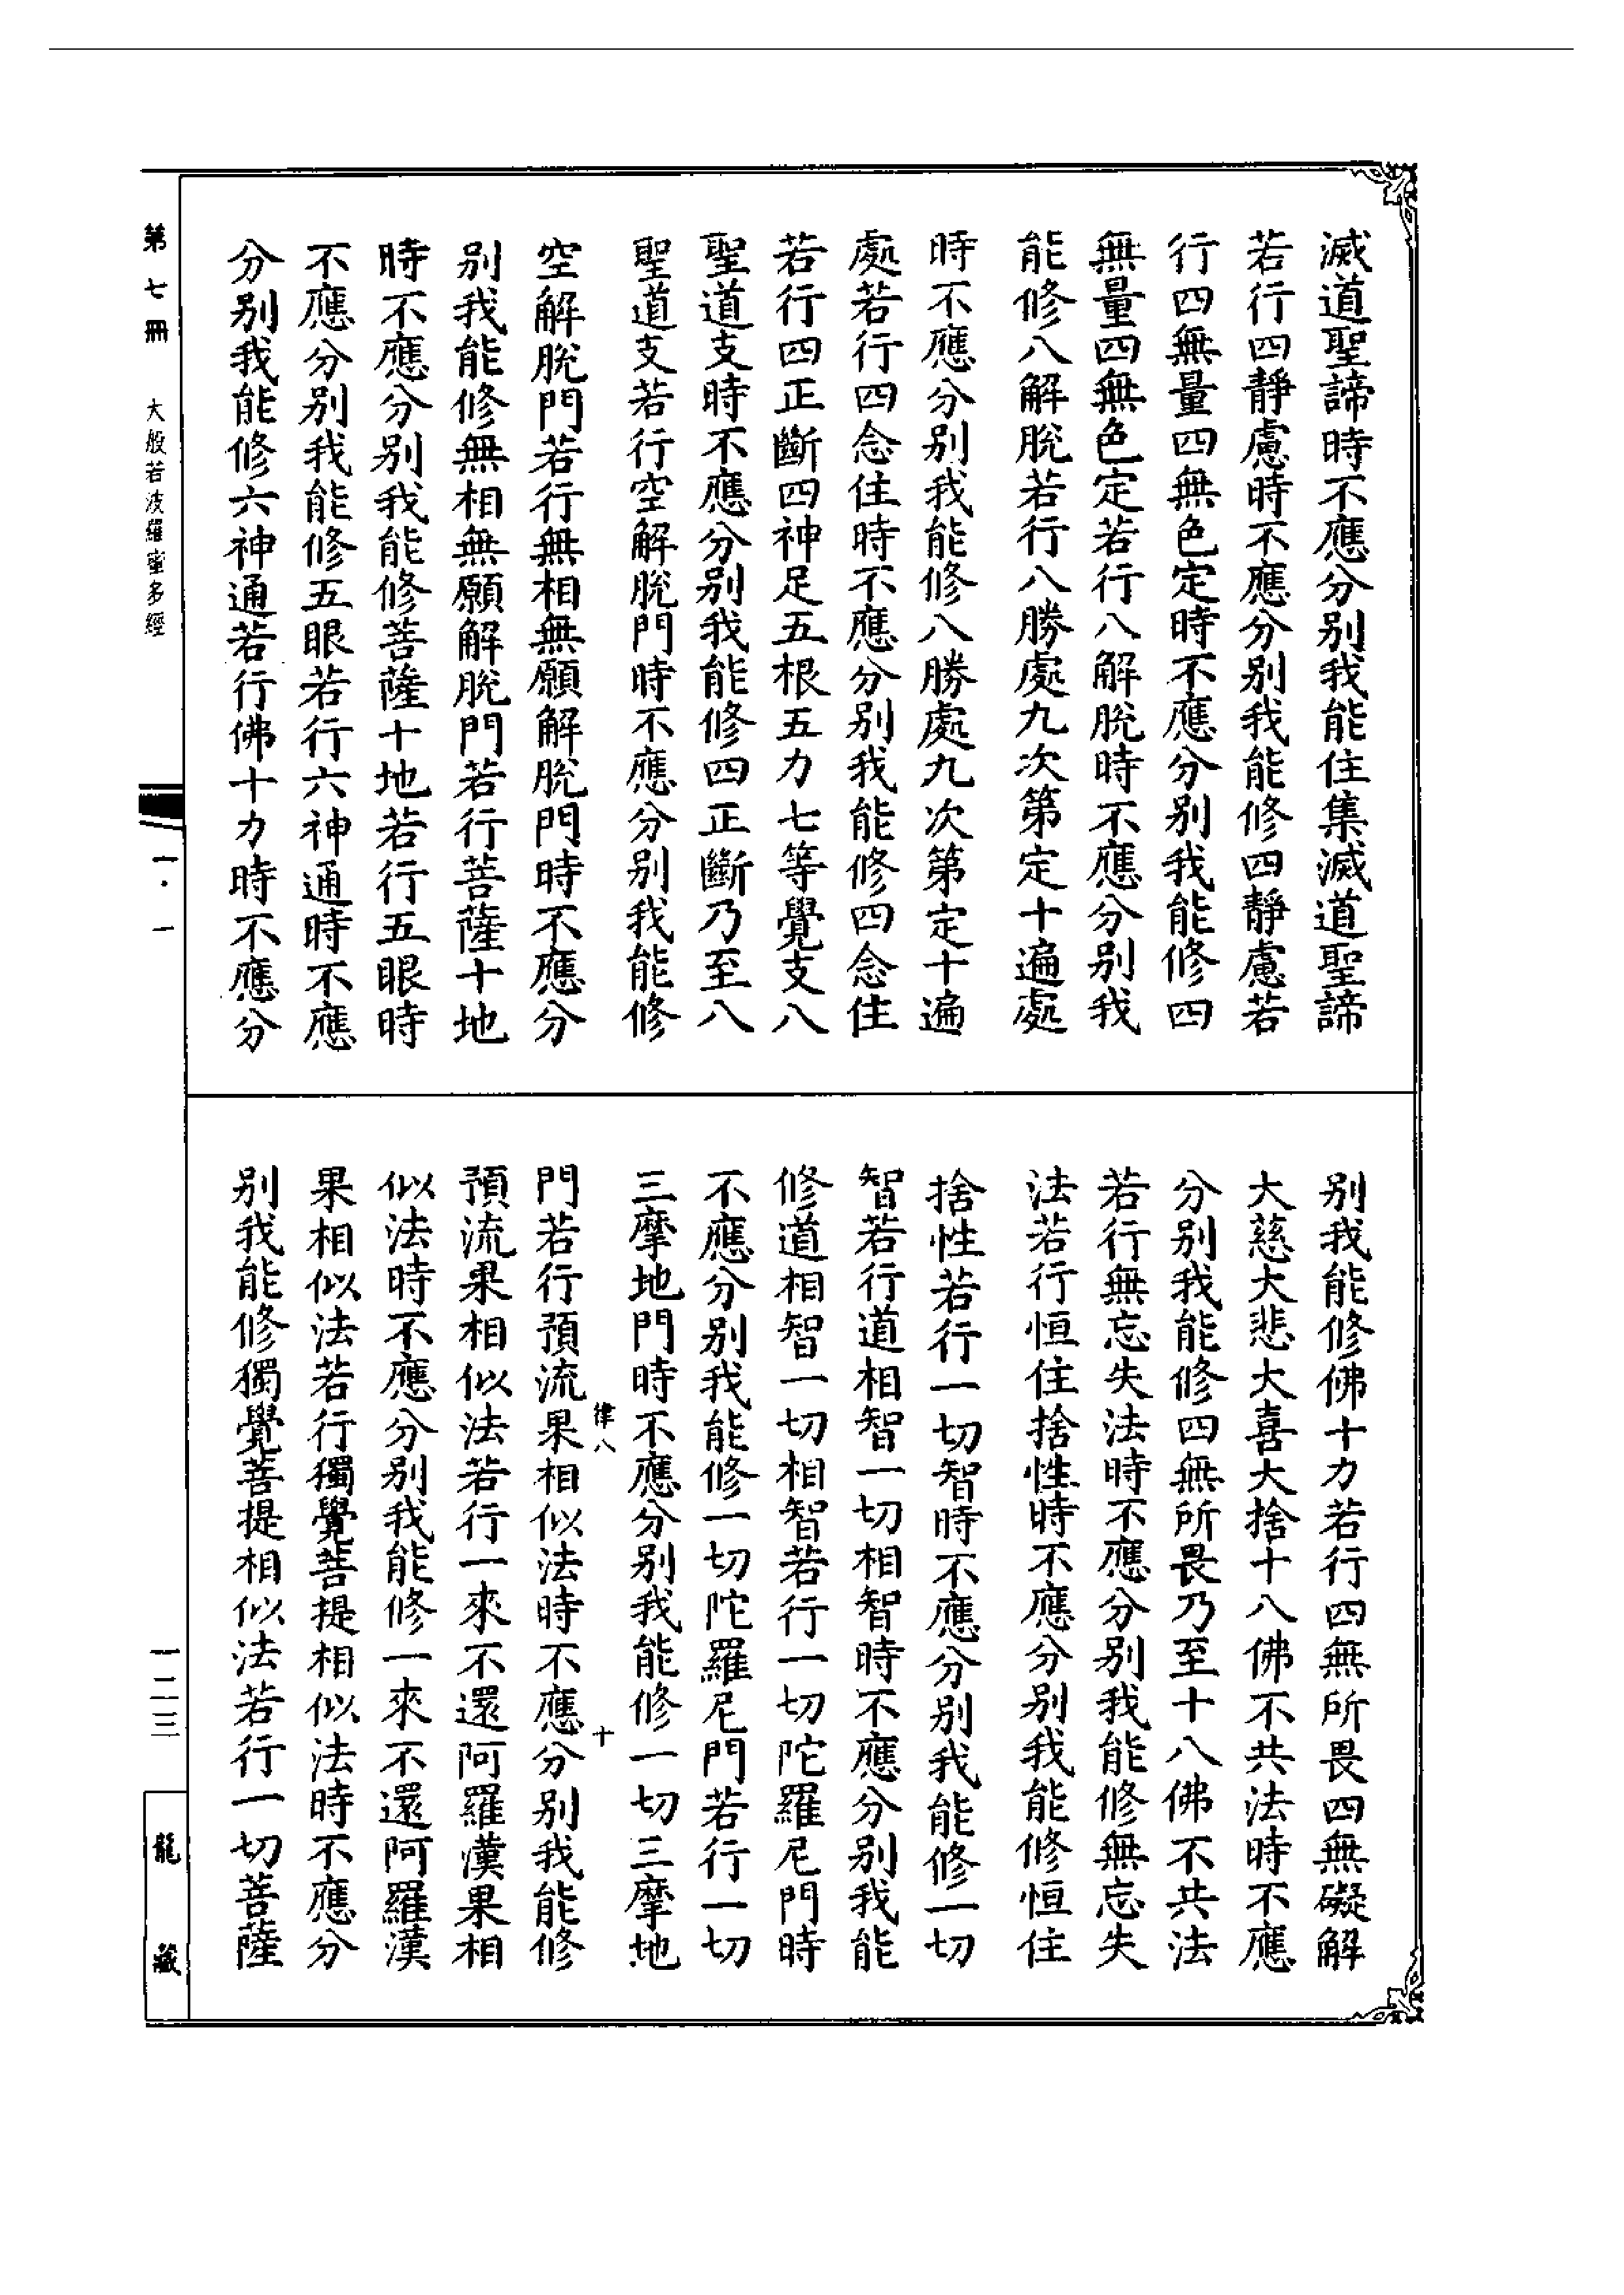 滅道聖諦時不應分别我能住集滅道聖諦
若行四靜慮時不應分别我能修四靜慮若
行四無量四無色定時不應分别我能修四
無量四無色定若行八解脫時不應分别我
能修八解脫若行八勝處九次第定十遍處
時不應分别我能修八勝處九次第定十遍
處若行四念住時不應分别我能修四念住
若行四正斷四神足五根五力七等覺支八
聖道支時不應分别我能修四正斷乃至八
聖道支若行空解脫門時不應分别我能修
空解脫門若行無相無願解脫門時不應分
别我能修無相無願解脫門若行菩薩十地
時不應分别我能修菩薩十地若行五眼時
不應分别我能修五眼若行六神通時不應
分别我能修六神通若行佛十力時不應分
别我能修佛十力若行四無所畏四無礙解
大慈大悲大喜大捨十八佛不共法時不應
分别我能修四無所畏乃至十八佛不共法
若行無忘失法時不應分别我能修無忘失
法若行恒住捨性時不應分别我能修恒住
捨性若行一切智時不應分别我能修一切
智若行道相智一切相智時不應分别我能
修道相智一切相智若行一切陀羅尼門時
不應分别我能修一切陀羅尼門若行一切
三摩地門時不應分别我能修一切三摩地
律八 十
門若行預流果相似法時不應分别我能修
預流果相似法若行一來不還阿羅漢果相
似法時不應分别我能修一來不還阿羅漢
果相似法若行獨覺菩提相似法時不應分
别我能修獨覺菩提相似法若行一切菩薩
第七冊 大般若波羅蜜多經 一·一 一二三 龍藏